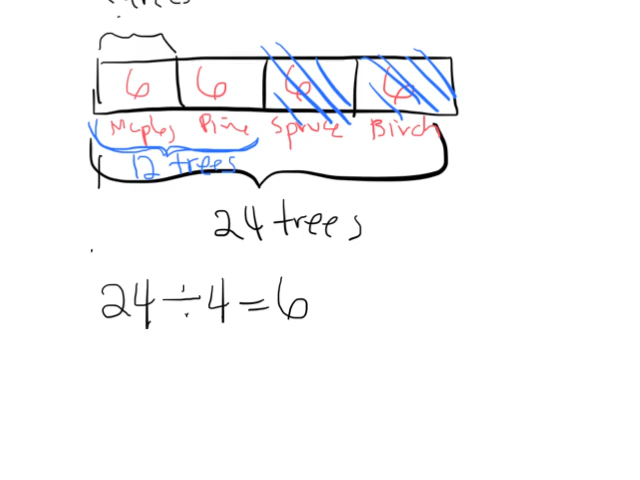 6 6 6 6
Maples Pine Spruce Birch
12 trees
24 trees
24 ÷ 4 = 6